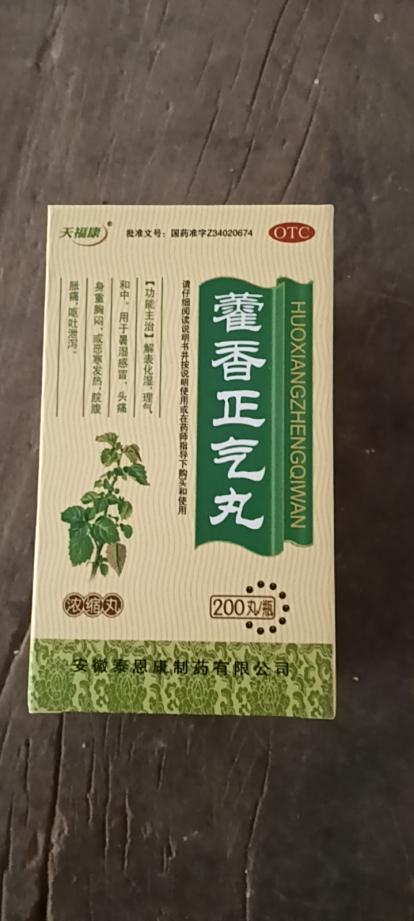 天福康®
批准文号：国药准字Z34020674
OTC
藿香正气丸
HUOXIANGZHENGQIWAN
请仔细阅读说明书并按说明使用或在药师指导下购买和使用
【功能主治】解表化湿，理气
和中。用于暑湿感冒，头痛
身重胸闷，或恶寒发热，脘腹
胀痛，呕吐泄泻。
浓缩丸
200丸/瓶
安徽泰恩康制药有限公司